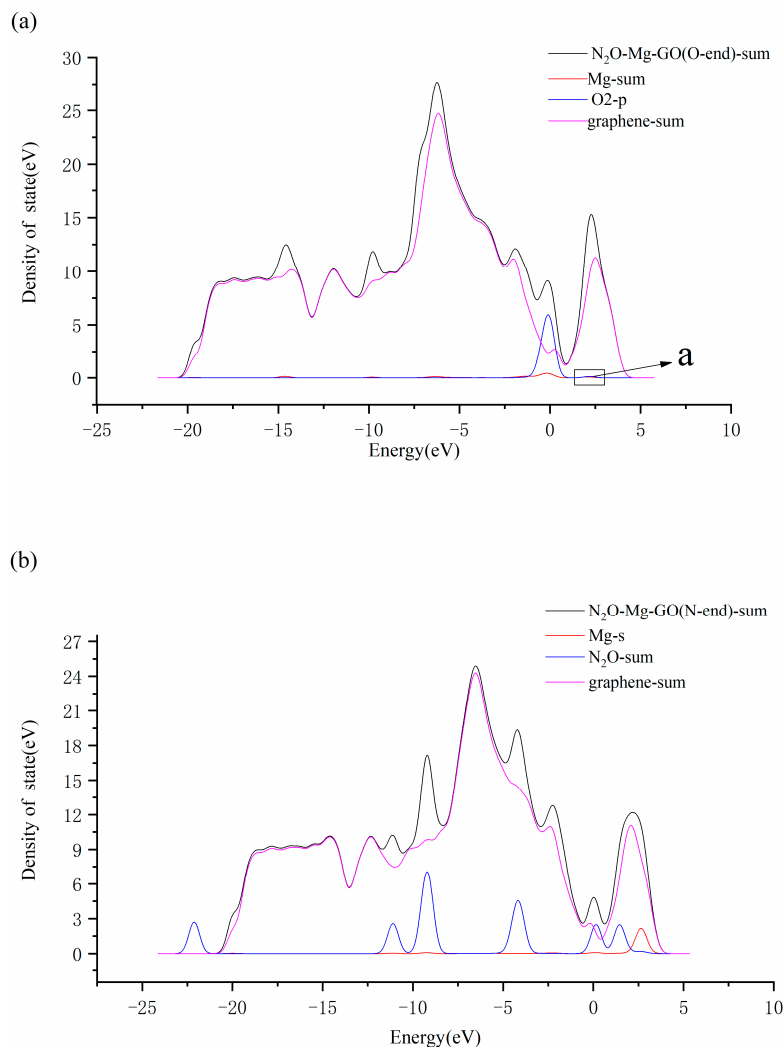 (a)
N₂O-Mg-GO(O-end)-sum
Mg-sum
O2-p
graphene-sum
30
25
20
15
10
5
0
Density of state(eV)
a
-25 -20 -15 -10 -5 0 5 10
Energy(eV)
(b)
N₂O-Mg-GO(N-end)-sum
Mg-s
N₂O-sum
graphene-sum
27
24
21
18
15
12
9
6
3
0
Density of state(eV)
-25 -20 -15 -10 -5 0 5 10
Energy(eV)